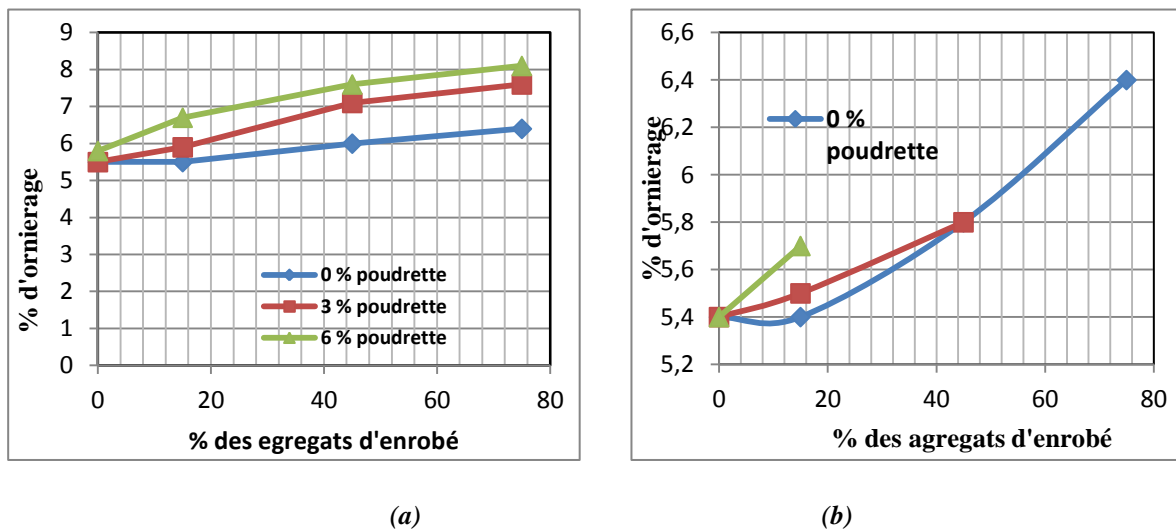 9
8
7
6
5
4
3
2
1
0
% d'ornierage
0 % poudrette
3 % poudrette
6 % poudrette
0 20 40 60 80
% des egregats d'enrobé
(a)
6,6
6,4
6,2
6
5,8
5,6
5,4
5,2
% d'ornierage
0 %
poudrette
0 20 40 60 80
% des agregats d'enrobé
(b)